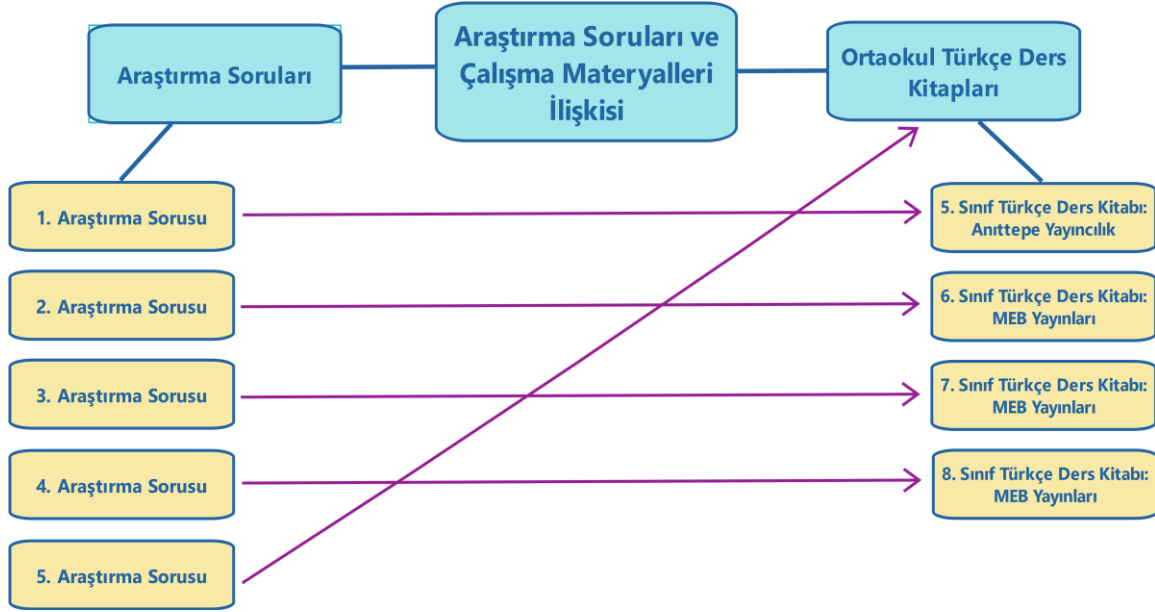 Araştırma Soruları
Araştırma Soruları ve
Çalışma Materyalleri
İlişkisi
Ortaokul Türkçe Ders
Kitapları
1. Araştırma Sorusu
5. Sınıf Türkçe Ders Kitabı:
Anıttepe Yayıncılık
2. Araştırma Sorusu
6. Sınıf Türkçe Ders Kitabı:
MEB Yayınları
3. Araştırma Sorusu
7. Sınıf Türkçe Ders Kitabı:
MEB Yayınları
4. Araştırma Sorusu
8. Sınıf Türkçe Ders Kitabı:
MEB Yayınları
5. Araştırma Sorusu